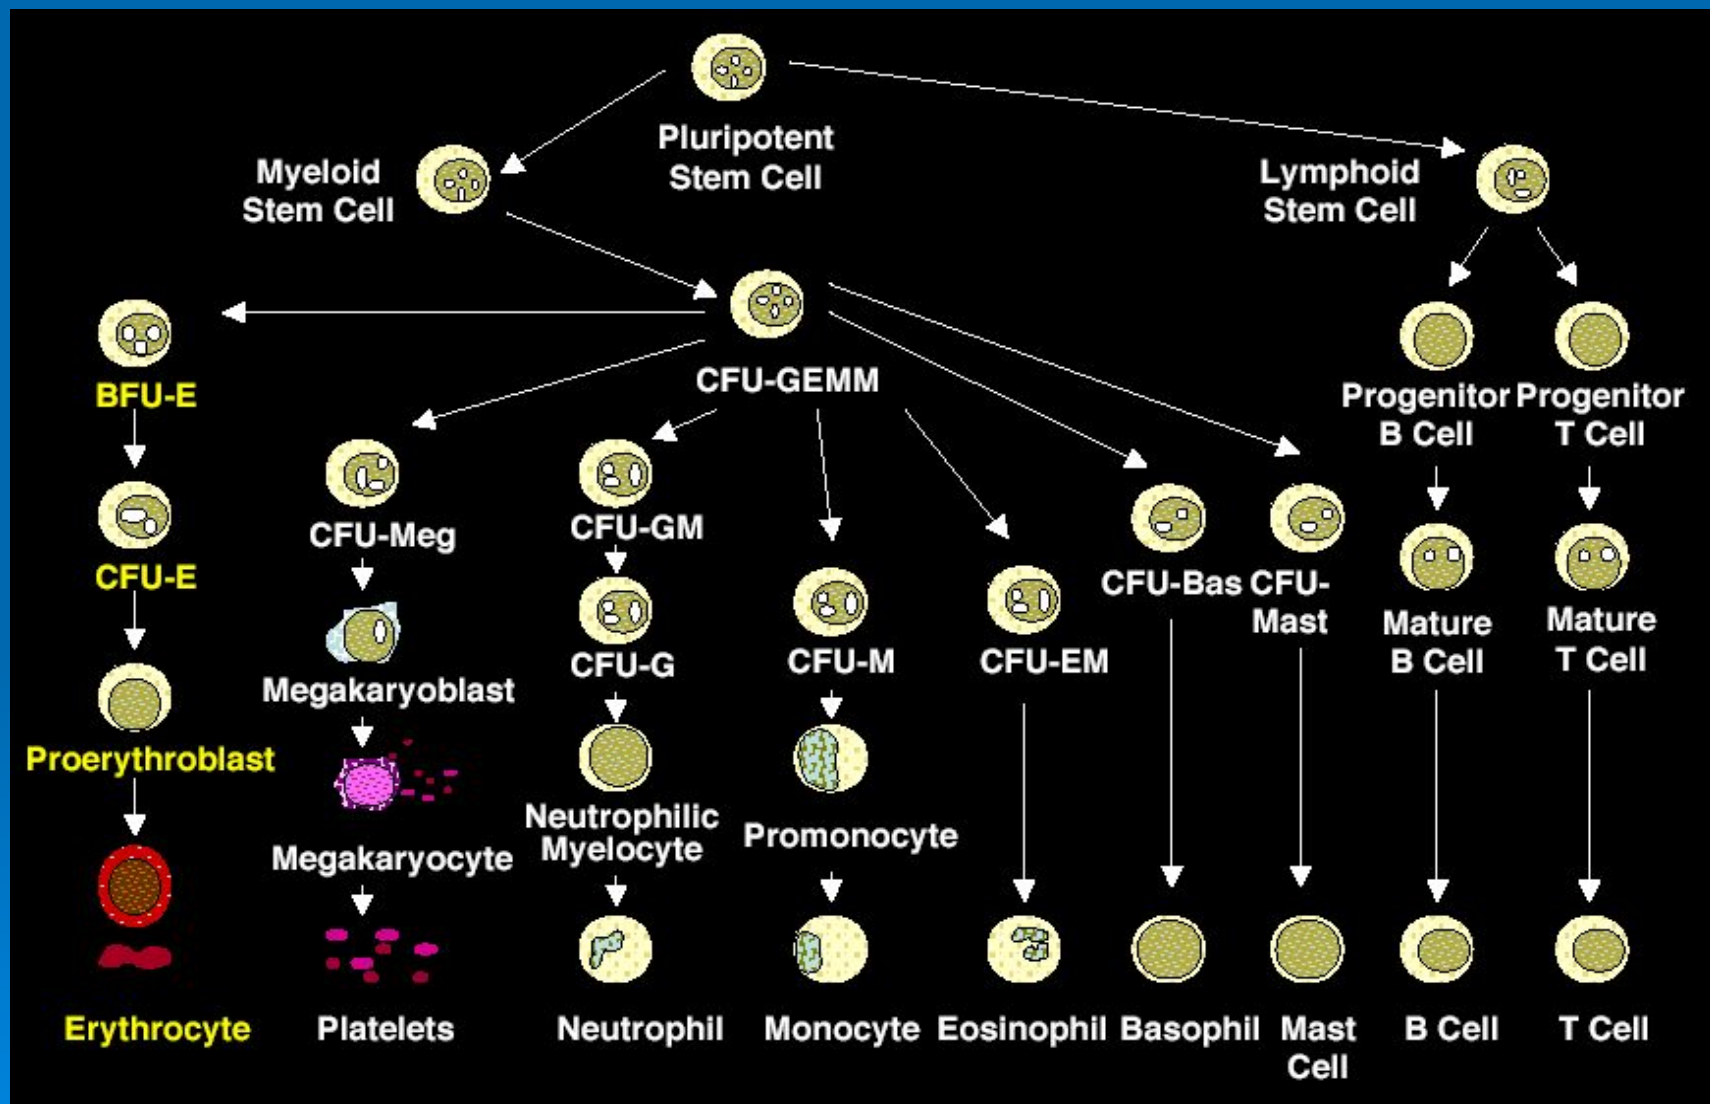 Pluripotent
Stem Cell
Myeloid
Stem Cell
Lymphoid
Stem Cell
CFU-GEMM
BFU-E
CFU-E
Proerythroblast
Erythrocyte
CFU-Meg
Megakaryoblast
Megakaryocyte
Platelets
CFU-GM
CFU-G
Neutrophilic
Myelocyte
Neutrophil
CFU-M
Promonocyte
Monocyte
CFU-EM
Eosinophil
CFU-Bas
Basophil
CFU-
Mast
Mast
Cell
Progenitor
B Cell
Mature
B Cell
B Cell
Progenitor
T Cell
Mature
T Cell
T Cell